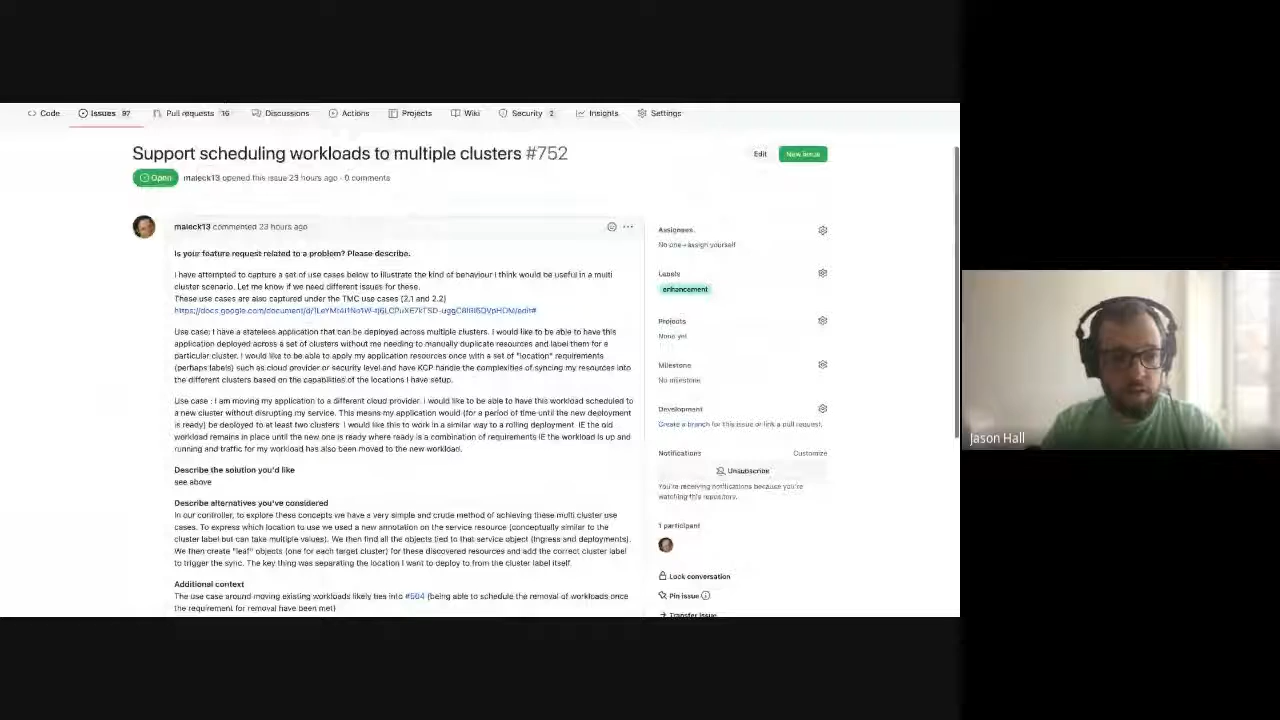 Code Issues 97 Pull requests 16 Discussions Actions Projects Wiki Security 2 Insights Settings
Support scheduling workloads to multiple clusters #752
Edit New issue
Open maleck13 opened this issue 23 hours ago · 0 comments
maleck13 commented 23 hours ago
Is your feature request related to a problem? Please describe.
I have attempted to capture a set of use cases below to illustrate the kind of behaviour I think would be useful in a multi
cluster scenario. Let me know if we need different issues for these.
These use cases are also captured under the TMC use cases (2.1 and 2.2)
Use case: I have a stateless application that can be deployed across multiple clusters. I would like to be able to have this
application deployed across a set of clusters without me needing to manually duplicate resources and label them for a
particular cluster. I would like to be able to apply my application resources once with a set of "location" requirements
(perhaps labels) such as cloud provider or security level and have KCP handle the complexities of syncing my resources into
the different clusters based on the capabilities of the locations I have setup.
Use case : I am moving my application to a different cloud provider. I would like to be able to have this workload scheduled to
a new cluster without disrupting my service. This means my application would (for a period of time until the new deployment
is ready) be deployed to at least two clusters. I would like this to work in a similar way to a rolling deployment. IE the old
workload remains in place until the new one is ready where ready is a combination of requirements IE the workload is up and
running and traffic for my workload has also been moved to the new workload.
Describe the solution you'd like
see above
Describe alternatives you've considered
In our controller, to explore these concepts we have a very simple and crude method of achieving these multi cluster use
cases. To express which location to use we used a new annotation on the service resource (conceptually similar to the
cluster label but can take multiple values). We then find all the objects tied to that service object (Ingress and deployments).
We then create "leaf" objects (one for each target cluster) for these discovered resources and add the correct cluster label
to trigger the sync. The key thing was separating the location I want to deploy to from the cluster label itself.
Additional context
The use case around moving existing workloads likely ties into (being able to schedule the removal of workloads once
the requirement for removal have been met)
Assignees
No one—assign yourself
Labels
enhancement
Projects
None yet
Milestone
No milestone
Development
Create a branch for this issue or link a pull request.
Notifications Customize
Unsubscribe
You're receiving notifications because you're
watching this repository.
1 participant
Lock conversation
Pin issue
Transfer issue
Jason Hall